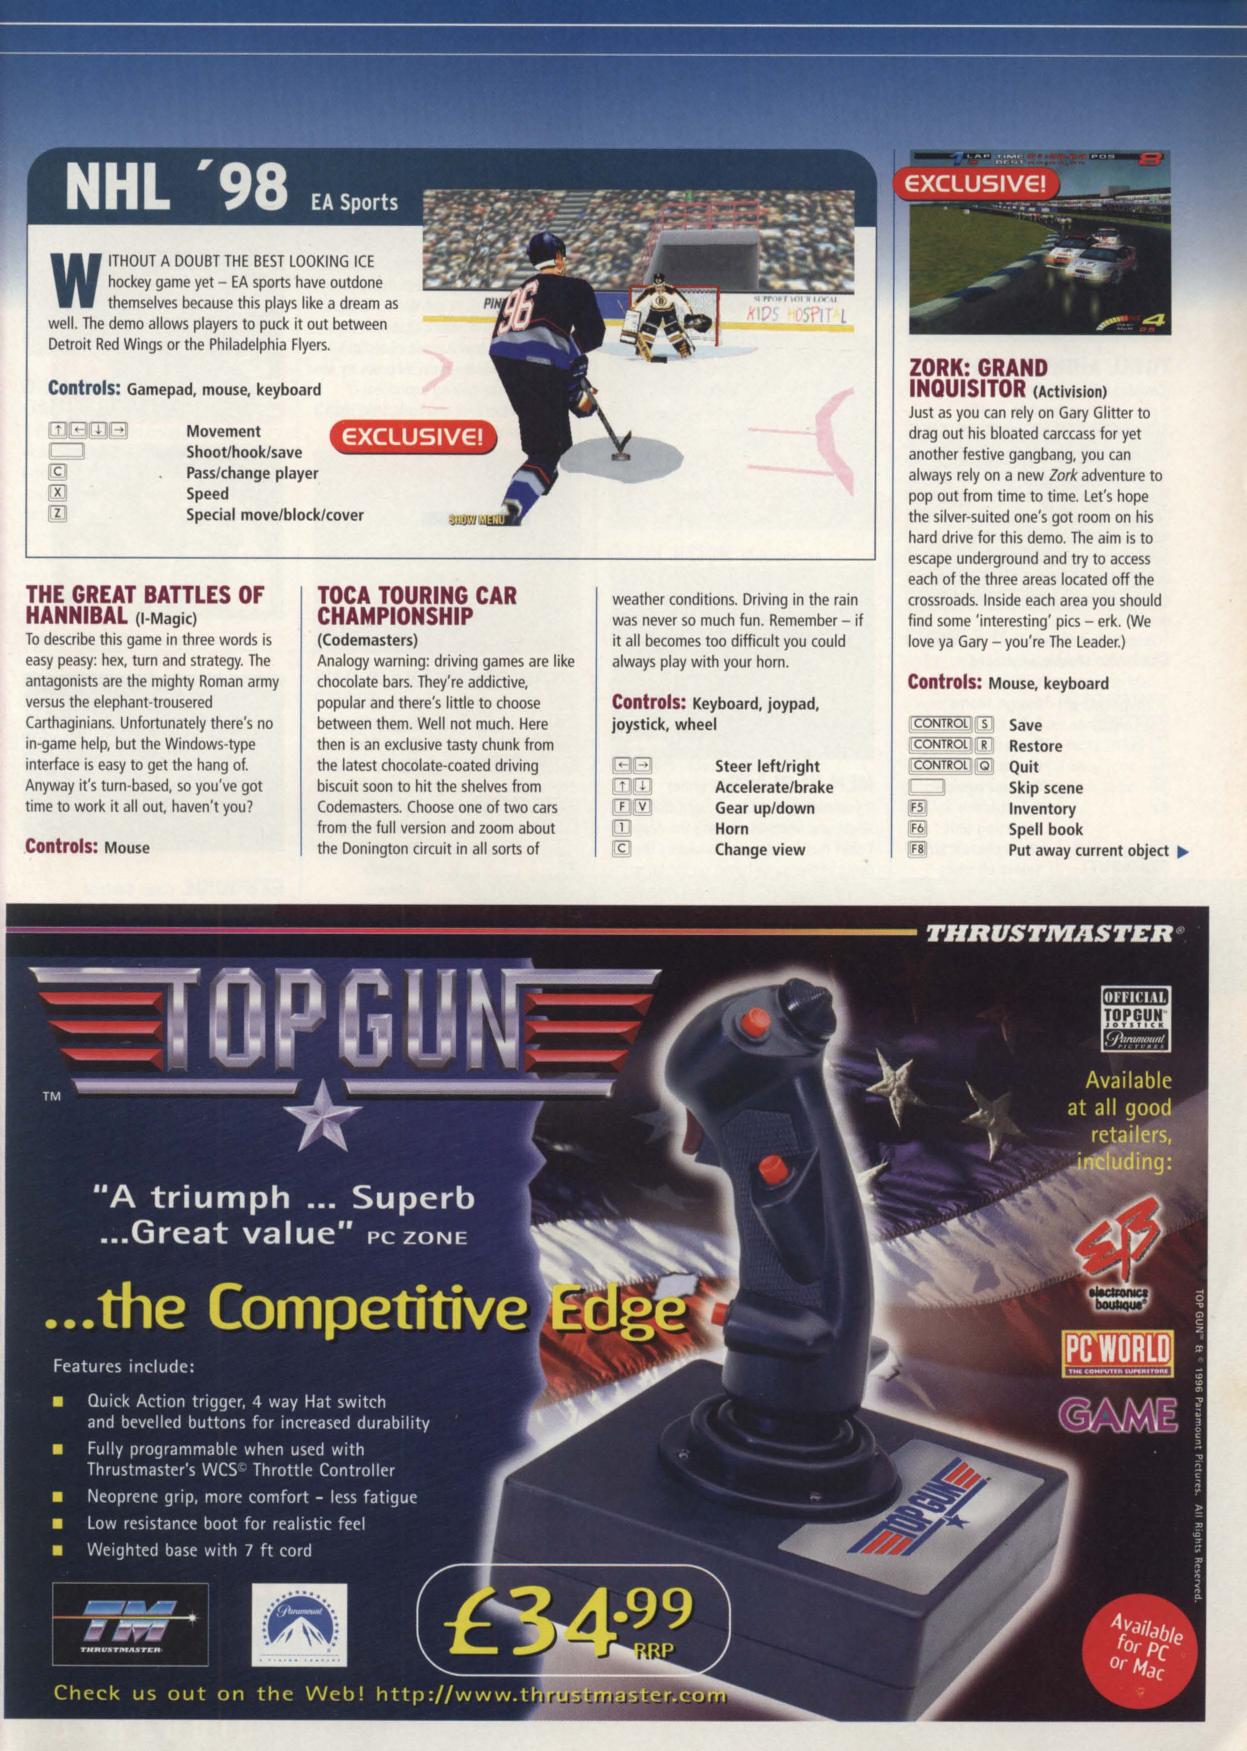 NHL ´98 EA Sports
WITHOUT A DOUBT THE BEST LOOKING ICE
hockey game yet – EA sports have outdone
themselves because this plays like a dream as
well. The demo allows players to puck it out between
Detroit Red Wings or the Philadelphia Flyers.
Controls: Gamepad, mouse, keyboard
↑ ← ↓ → Movement
Shoot/hook/save
C Pass/change player
X Speed
Z Special move/block/cover
EXCLUSIVE!
96
SUPPORT YOUR LOCAL
KIDS HOSPITAL
SHOW MENU
THE GREAT BATTLES OF
HANNIBAL (I-Magic)
To describe this game in three words is
easy peasy: hex, turn and strategy. The
antagonists are the mighty Roman army
versus the elephant-trousered
Carthaginians. Unfortunately there's no
in-game help, but the Windows-type
interface is easy to get the hang of.
Anyway it's turn-based, so you've got
time to work it all out, haven't you?
Controls: Mouse
TOCA TOURING CAR
CHAMPIONSHIP
(Codemasters)
Analogy warning: driving games are like
chocolate bars. They're addictive,
popular and there's little to choose
between them. Well not much. Here
then is an exclusive tasty chunk from
the latest chocolate-coated driving
biscuit soon to hit the shelves from
Codemasters. Choose one of two cars
from the full version and zoom about
the Donington circuit in all sorts of
weather conditions. Driving in the rain
was never so much fun. Remember – if
it all becomes too difficult you could
always play with your horn.
Controls: Keyboard, joypad,
joystick, wheel
← → Steer left/right
↑ ↓ Accelerate/brake
F V Gear up/down
1 Horn
C Change view
1 LAP TIME POS 8
BEST
EXCLUSIVE!
4
ZORK: GRAND
INQUISITOR (Activision)
Just as you can rely on Gary Glitter to
drag out his bloated carccass for yet
another festive gangbang, you can
always rely on a new Zork adventure to
pop out from time to time. Let's hope
the silver-suited one's got room on his
hard drive for this demo. The aim is to
escape underground and try to access
each of the three areas located off the
crossroads. Inside each area you should
find some 'interesting' pics – erk. (We
love ya Gary – you're The Leader.)
Controls: Mouse, keyboard
CONTROL S Save
CONTROL R Restore
CONTROL Q Quit
Skip scene
F5 Inventory
F6 Spell book
F8 Put away current object
THRUSTMASTER®
TOPGUN
TM
OFFICIAL
TOPGUN™
JOYSTICK
Paramount
PICTURES
Available
at all good
retailers,
including:
electronics
boutique®
PC WORLD
THE COMPUTER SUPERSTORE
GAME
"A triumph ... Superb
...Great value" PC ZONE
...the Competitive Edge
Features include:
Quick Action trigger, 4 way Hat switch
and bevelled buttons for increased durability
Fully programmable when used with
Thrustmaster's WCS© Throttle Controller
Neoprene grip, more comfort – less fatigue
Low resistance boot for realistic feel
Weighted base with 7 ft cord
TOPGUN
TM
THRUSTMASTER
Paramount
A VIACOM COMPANY
£34.99
RRP
Available
for PC
or Mac
Check us out on the Web! http://www.thrustmaster.com
TOP GUN™ & © 1996 Paramount Pictures. All Rights Reserved.